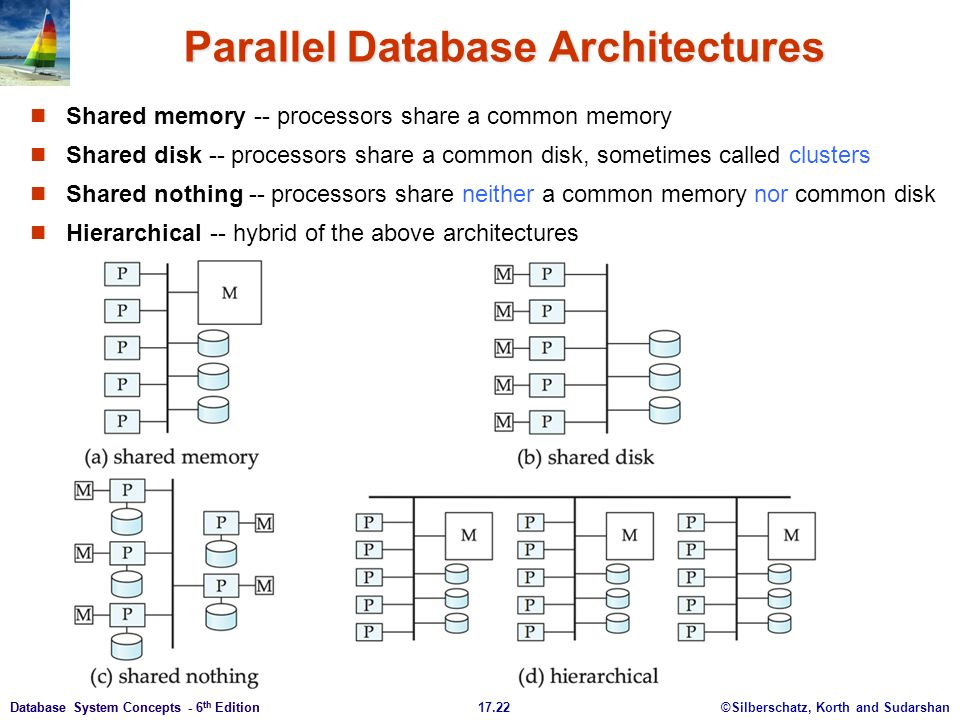 Parallel Database Architectures
Shared memory -- processors share a common memory
Shared disk -- processors share a common disk, sometimes called clusters
Shared nothing -- processors share neither a common memory nor common disk
Hierarchical -- hybrid of the above architectures
P
M
P
P
P
P
(a) shared memory
M P
M P
M P
M P
M P
(b) shared disk
M P
P M
M P
P M
M P
(c) shared nothing
P M P M P M
P P P
P P P
P P P
P P P
(d) hierarchical
Database System Concepts - 6th Edition 17.22 ©Silberschatz, Korth and Sudarshan